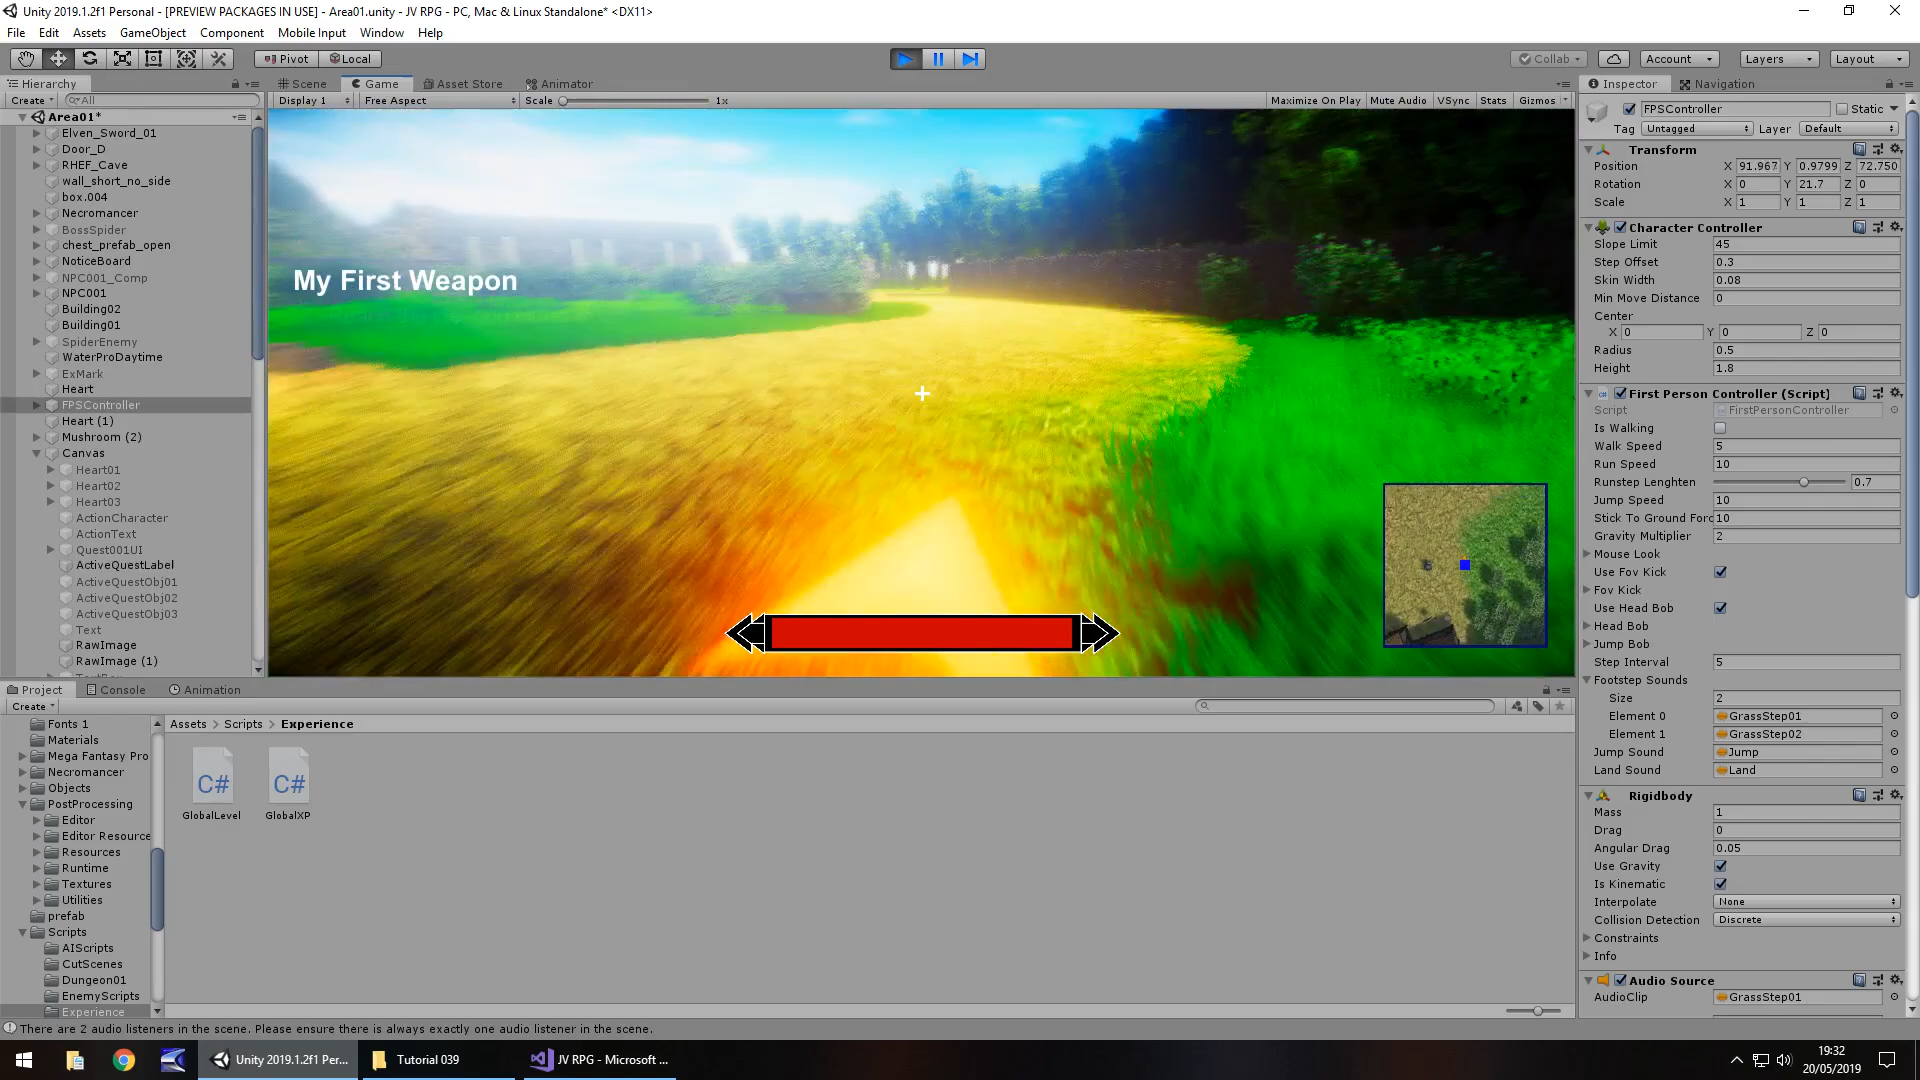 Unity 2019.1.2f1 Personal - [PREVIEW PACKAGES IN USE] - Area01.unity - JV RPG - PC, Mac & Linux Standalone* <DX11>
File Edit Assets GameObject Component Mobile Input Window Help
Pivot Local Collab Account Layers Layout
Hierarchy
Create All
Area01*
Elven_Sword_01
Door_D
RHEF_Cave
wall_short_no_side
box.004
Necromancer
BossSpider
chest_prefab_open
NoticeBoard
NPC001_Comp
NPC001
Building02
Building01
SpiderEnemy
WaterProDaytime
ExMark
Heart
FPSController
Heart (1)
Mushroom (2)
Canvas
Heart01
Heart02
Heart03
ActionCharacter
ActionText
Quest001UI
ActiveQuestLabel
ActiveQuestObj01
ActiveQuestObj02
ActiveQuestObj03
Text
RawImage
RawImage (1)
Scene Game Asset Store Animator
Display 1 Free Aspect Scale 1x Maximize On Play Mute Audio VSync Stats Gizmos
My First Weapon
Inspector Navigation
FPSController Static
Tag Untagged Layer Default
Transform
Position X 91.967 Y 0.9799 Z 72.750
Rotation X 0 Y 21.7 Z 0
Scale X 1 Y 1 Z 1
Character Controller
Slope Limit 45
Step Offset 0.3
Skin Width 0.08
Min Move Distance 0
Center
X 0 Y 0 Z 0
Radius 0.5
Height 1.8
First Person Controller (Script)
Script FirstPersonController
Is Walking
Walk Speed 5
Run Speed 10
Runstep Lenghten 0.7
Jump Speed 10
Stick To Ground Forc 10
Gravity Multiplier 2
Mouse Look
Use Fov Kick
Fov Kick
Use Head Bob
Head Bob
Jump Bob
Step Interval 5
Footstep Sounds
Size 2
Element 0 GrassStep01
Element 1 GrassStep02
Jump Sound Jump
Land Sound Land
Rigidbody
Mass 1
Drag 0
Angular Drag 0.05
Use Gravity
Is Kinematic
Interpolate None
Collision Detection Discrete
Constraints
Info
Audio Source
AudioClip GrassStep01
Project Console Animation
Create
Fonts 1
Materials
Mega Fantasy Pro
Necromancer
Objects
PostProcessing
Editor
Editor Resource
Resources
Runtime
Textures
Utilities
prefab
Scripts
AIScripts
CutScenes
Dungeon01
EnemyScripts
Experience
Assets > Scripts > Experience
C# C#
GlobalLevel GlobalXP
There are 2 audio listeners in the scene. Please ensure there is always exactly one audio listener in the scene.
Unity 2019.1.2f1 Per... Tutorial 039 JV RPG - Microsoft ...
19:32
20/05/2019